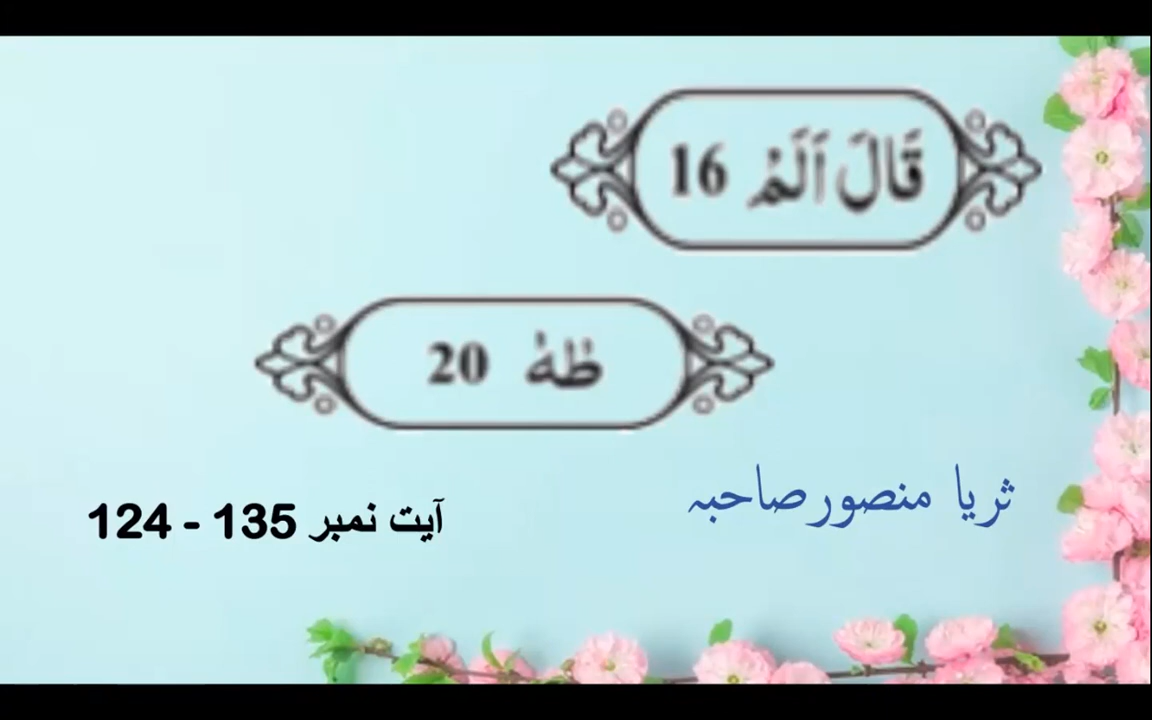 قَالَ اَلَمْ 16
طٰهٰ 20
ثریا منصور صاحبہ
آیت نمبر 135 - 124